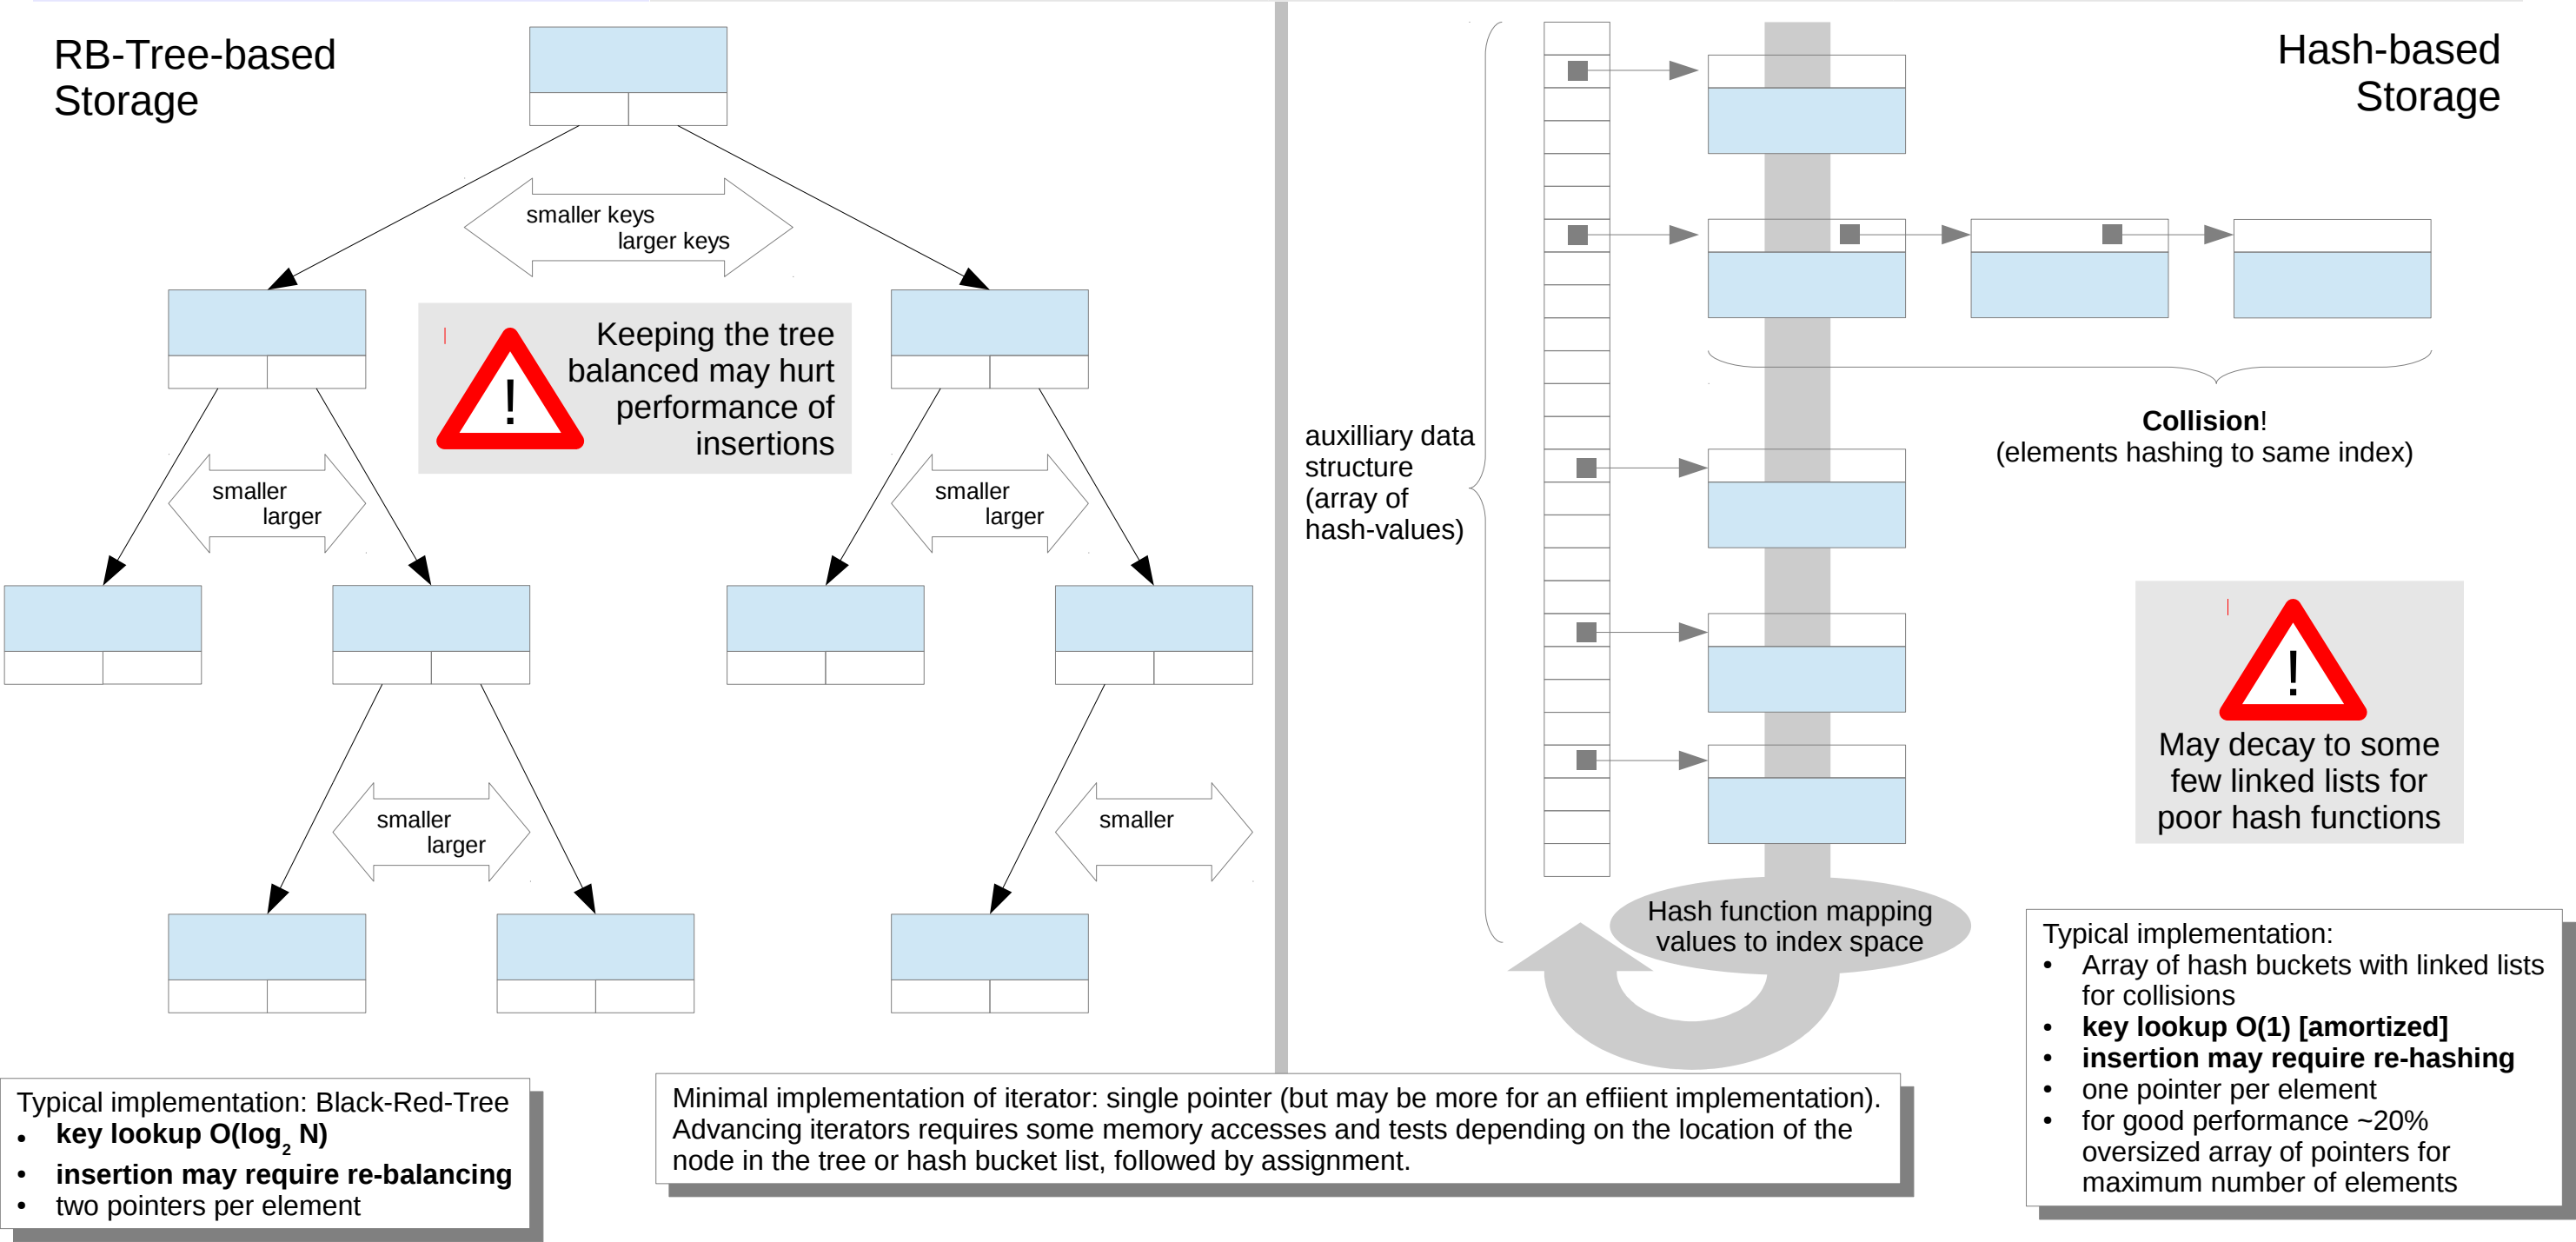 RB-Tree-based
Storage
smaller keys
larger keys
!
Keeping the tree
balanced may hurt
performance of
insertions
smaller
larger
smaller
larger
smaller
larger
smaller
Typical implementation: Black-Red-Tree
• key lookup O(log₂ N)
• insertion may require re-balancing
• two pointers per element
Minimal implementation of iterator: single pointer (but may be more for an effiient implementation).
Advancing iterators requires some memory accesses and tests depending on the location of the
node in the tree or hash bucket list, followed by assignment.
Hash-based
Storage
auxilliary data
structure
(array of
hash-values)
Collision!
(elements hashing to same index)
!
May decay to some
few linked lists for
poor hash functions
Hash function mapping
values to index space
Typical implementation:
• Array of hash buckets with linked lists
for collisions
• key lookup O(1) [amortized]
• insertion may require re-hashing
• one pointer per element
• for good performance ~20%
oversized array of pointers for
maximum number of elements